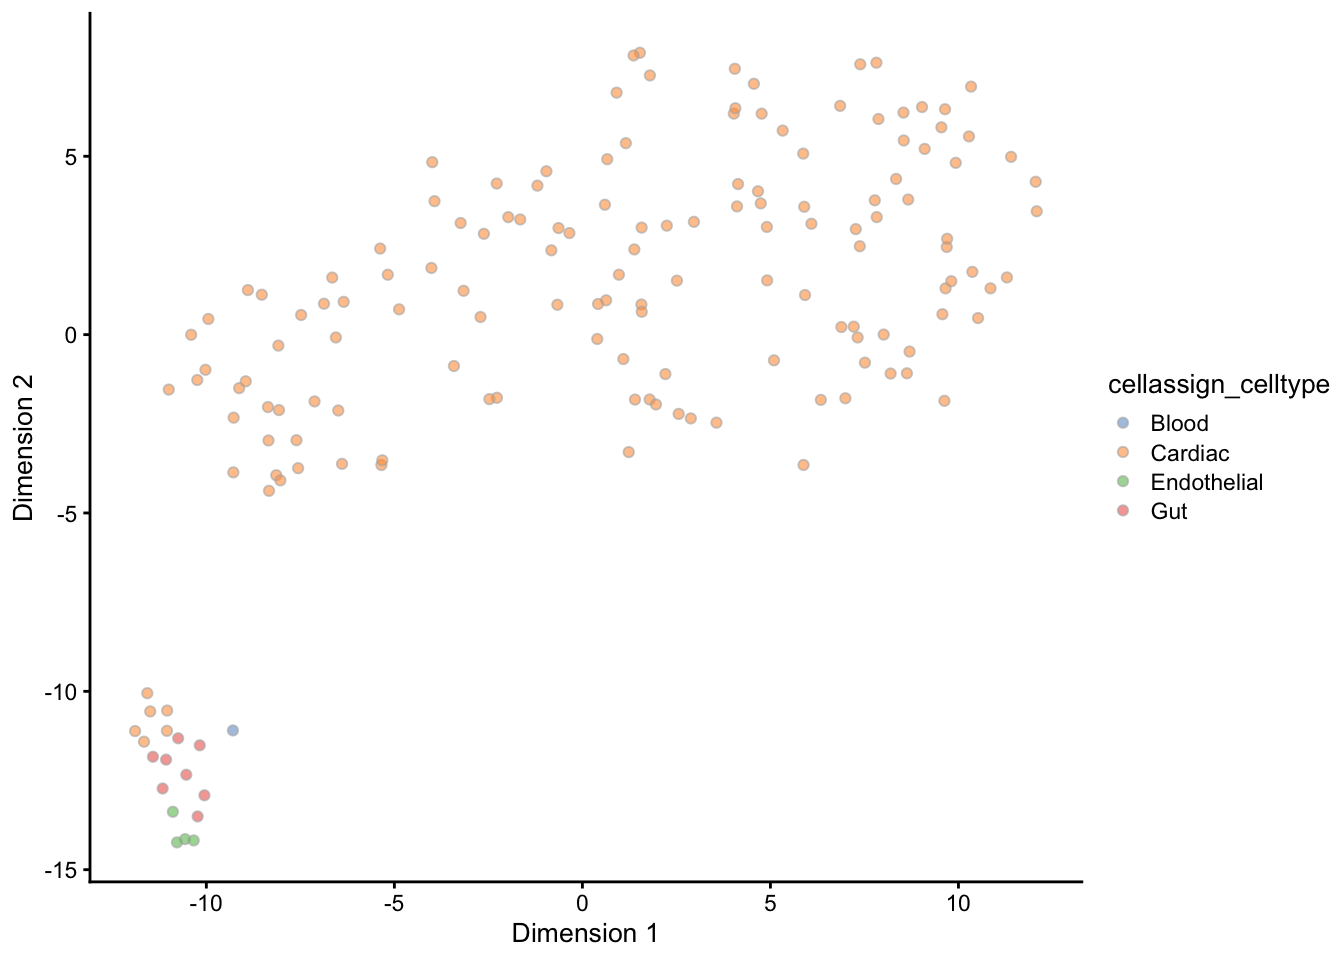 5
0
-5
-10
-15
Dimension 2
-10
-5
0
5
10
Dimension 1
cellassign_celltype
Blood
Cardiac
Endothelial
Gut